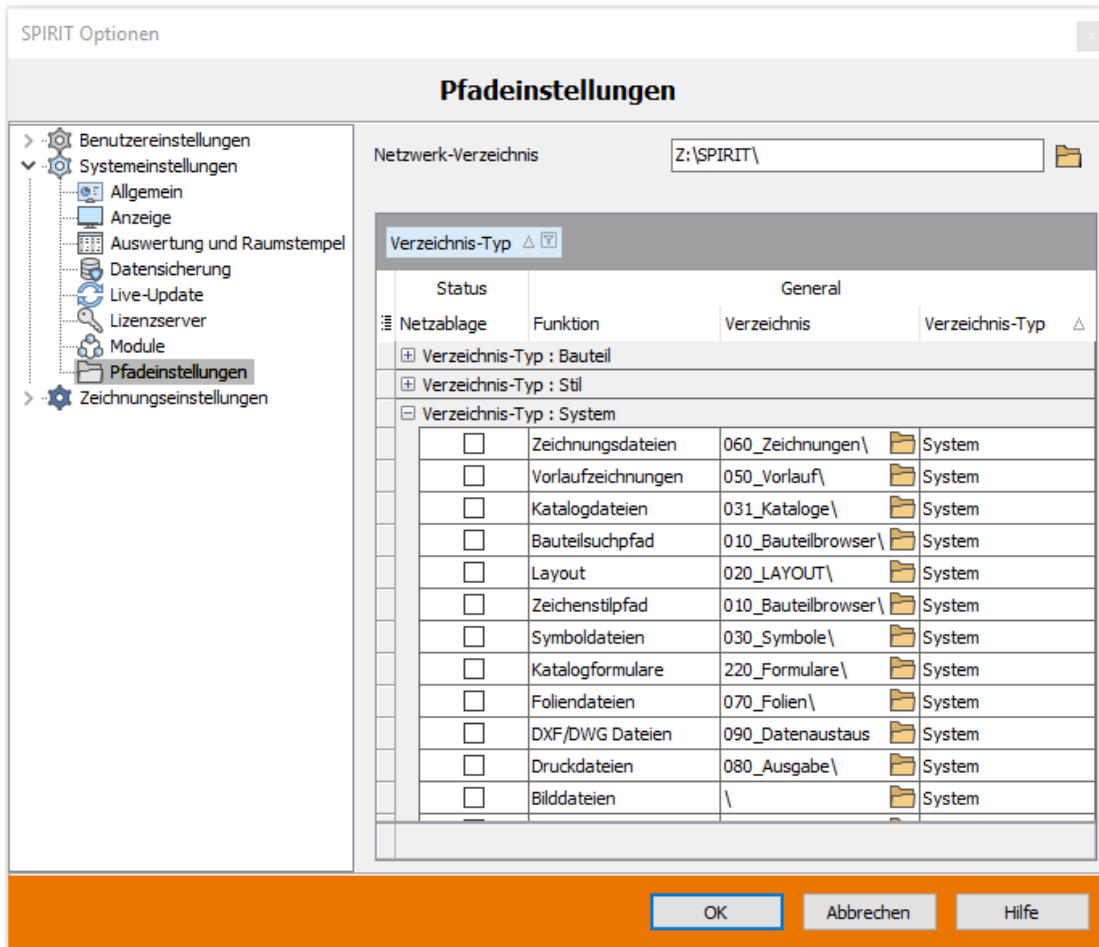 SPIRIT Optionen
x
Pfadeinstellungen
Benutzereinstellungen
Systemeinstellungen
Allgemein
Anzeige
Auswertung und Raumstempel
Datensicherung
Live-Update
Lizenzserver
Module
Pfadeinstellungen
Zeichnungseinstellungen
Netzwerk-Verzeichnis Z:\SPIRIT\
Verzeichnis-Typ
Status General
Netzablage Funktion Verzeichnis Verzeichnis-Typ
Verzeichnis-Typ : Bauteil
Verzeichnis-Typ : Stil
Verzeichnis-Typ : System
Zeichnungsdateien 060_Zeichnungen\ System
Vorlaufzeichnungen 050_Vorlauf\ System
Katalogdateien 031_Kataloge\ System
Bauteilsuchpfad 010_Bauteilbrowser\ System
Layout 020_LAYOUT\ System
Zeichenstilpfad 010_Bauteilbrowser\ System
Symboldateien 030_Symbole\ System
Katalogformulare 220_Formulare\ System
Foliendateien 070_Folien\ System
DXF/DWG Dateien 090_Datenaustaus System
Druckdateien 080_Ausgabe\ System
Bilddateien \ System
OK Abbrechen Hilfe